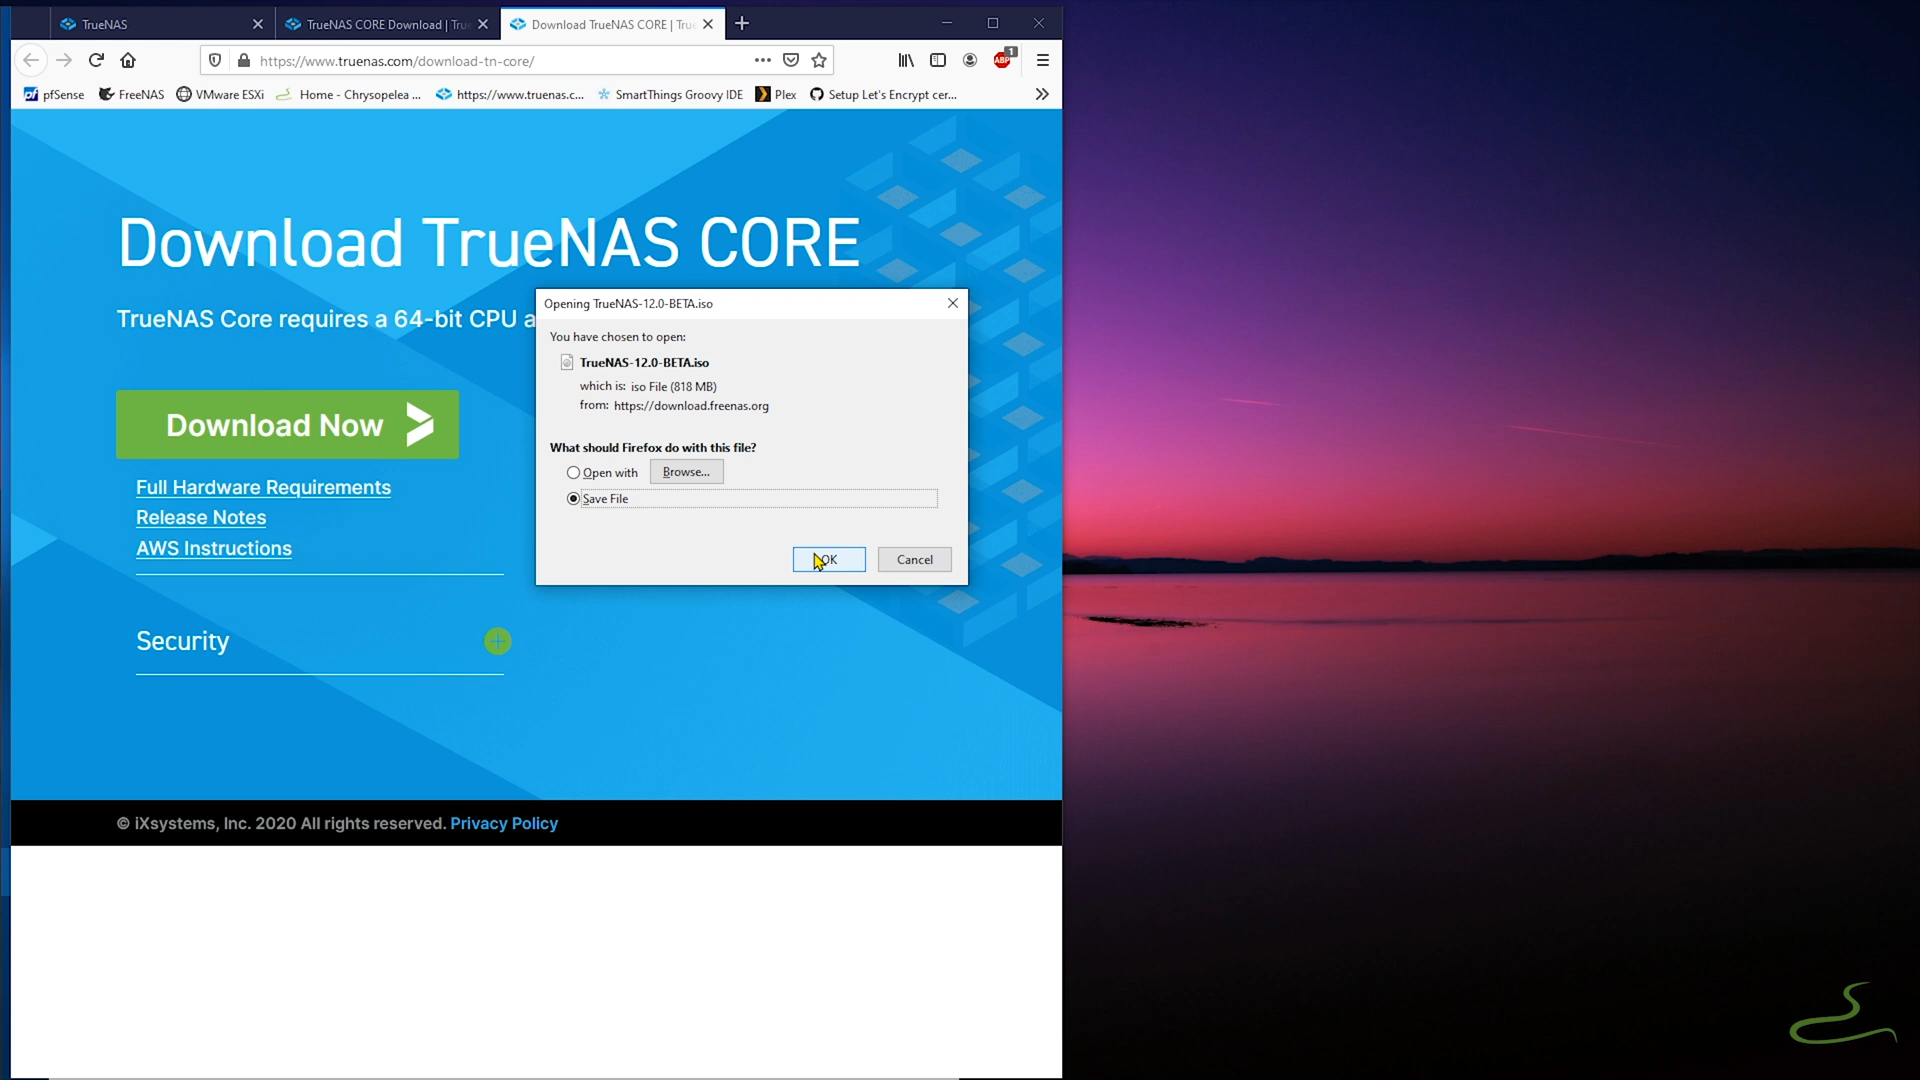 TrueNAS
TrueNAS CORE Download | True
Download TrueNAS CORE | True
https://www.truenas.com/download-tn-core/
ABP
1
pfSense
FreeNAS
VMware ESXi
Home - Chrysopelea ...
https://www.truenas.c...
SmartThings Groovy IDE
Plex
Setup Let's Encrypt cer...
Download TrueNAS CORE
TrueNAS Core requires a 64-bit CPU a
Download Now
Full Hardware Requirements
Release Notes
AWS Instructions
Security
© iXsystems, Inc. 2020 All rights reserved. Privacy Policy
Opening TrueNAS-12.0-BETA.iso
You have chosen to open:
TrueNAS-12.0-BETA.iso
which is: iso File (818 MB)
from: https://download.freenas.org
What should Firefox do with this file?
Open with
Browse...
Save File
OK
Cancel